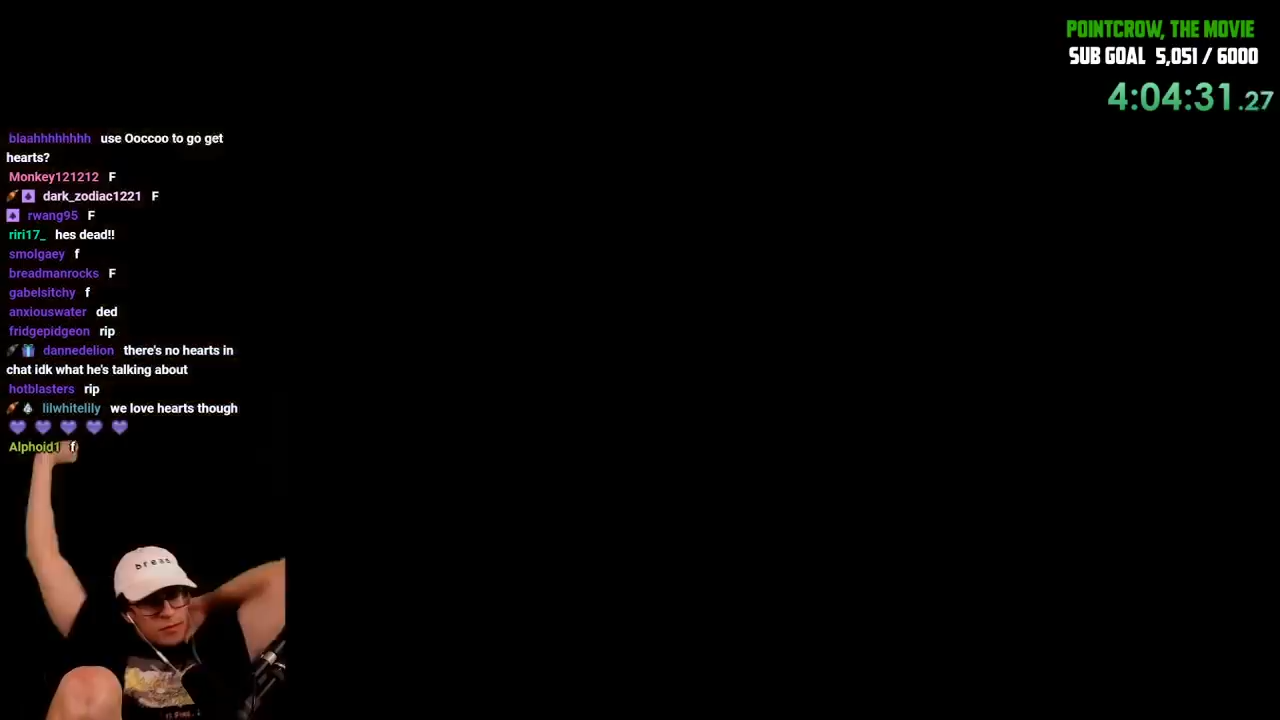 POINTCROW, THE MOVIE
SUB GOAL 5,051 / 6000
4:04:31.27
blaahhhhhhhh use Ooccoo to go get
hearts?
Monkey121212 F
dark_zodiac1221 F
rwang95 F
riri17_ hes dead!!
smolgaey f
breadmanrocks F
gabelsitchy f
anxiouswater ded
fridgepidgeon rip
dannedelion there's no hearts in
chat idk what he's talking about
hotblasters rip
lilwhitelily we love hearts though
Alphoid1 f
bread